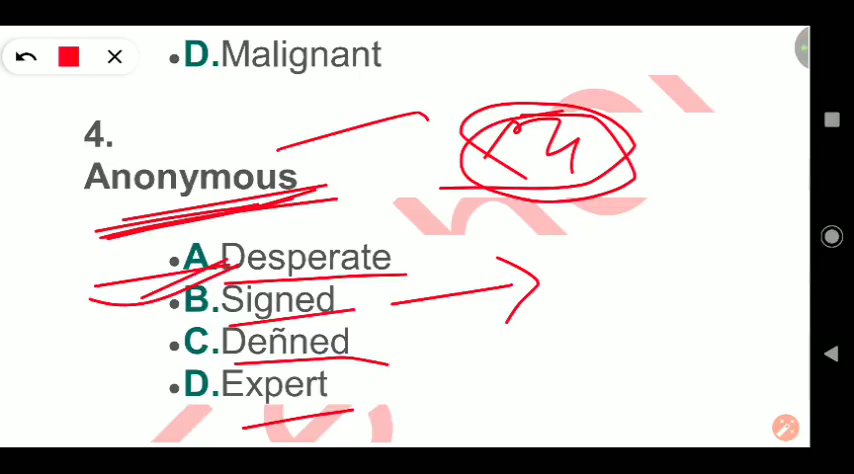 •D.Malignant
4.
Anonymous
•A.Desperate
•B.Signed
•C.Deñned
•D.Expert